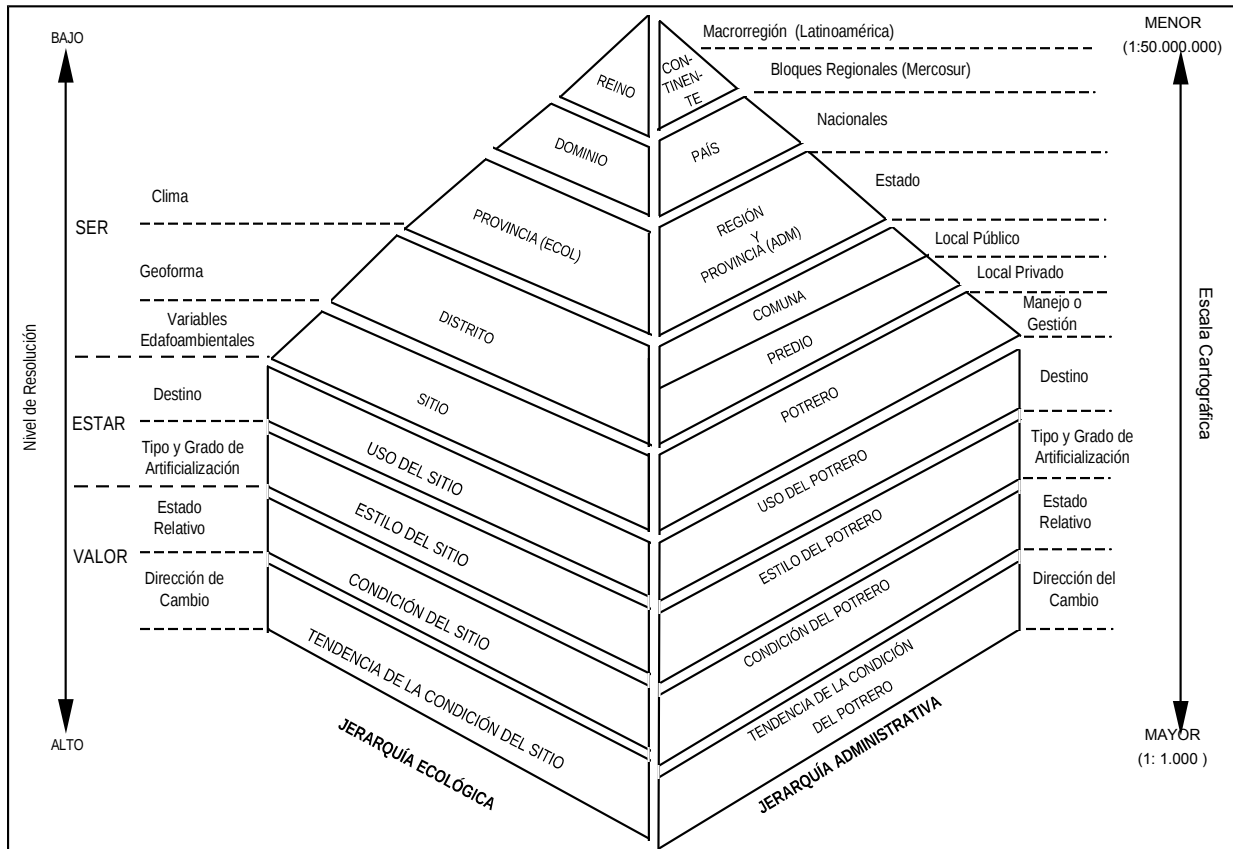 BAJO
Nivel de Resolución
ALTO
SER
ESTAR
VALOR
Clima
Geoforma
Variables
Edafoambientales
Destino
Tipo y Grado de
Artificialización
Estado
Relativo
Dirección de
Cambio
REINO
DOMINIO
PROVINCIA (ECOL)
DISTRITO
SITIO
USO DEL SITIO
ESTILO DEL SITIO
CONDICIÓN DEL SITIO
TENDENCIA DE LA CONDICIÓN DEL SITIO
JERARQUÍA ECOLÓGICA
CON-
TINEN-
TE
PAÍS
REGIÓN
Y
PROVINCIA (ADM)
COMUNA
PREDIO
POTRERO
USO DEL POTRERO
ESTILO DEL POTRERO
CONDICIÓN DEL POTRERO
TENDENCIA DE LA CONDICIÓN
DEL POTRERO
JERARQUÍA ADMINISTRATIVA
Macrorregión (Latinoamérica)
Bloques Regionales (Mercosur)
Nacionales
Estado
Local Público
Local Privado
Manejo o
Gestión
Destino
Tipo y Grado de
Artificialización
Estado
Relativo
Dirección del
Cambio
MENOR
(1:50.000.000)
Escala Cartográfica
MAYOR
(1: 1.000 )